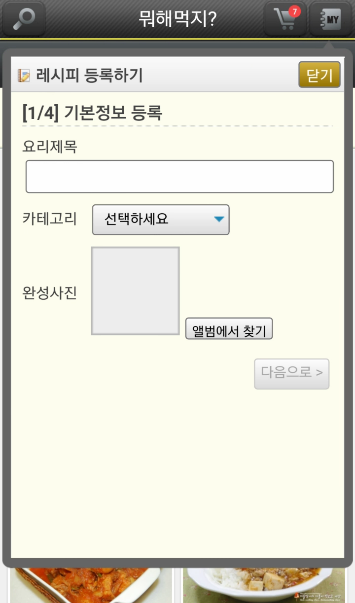 뭐해먹지?
7
MY
레시피 등록하기
닫기
[1/4] 기본정보 등록
요리제목
카테고리
선택하세요
완성사진
앨범에서 찾기
다음으로 >